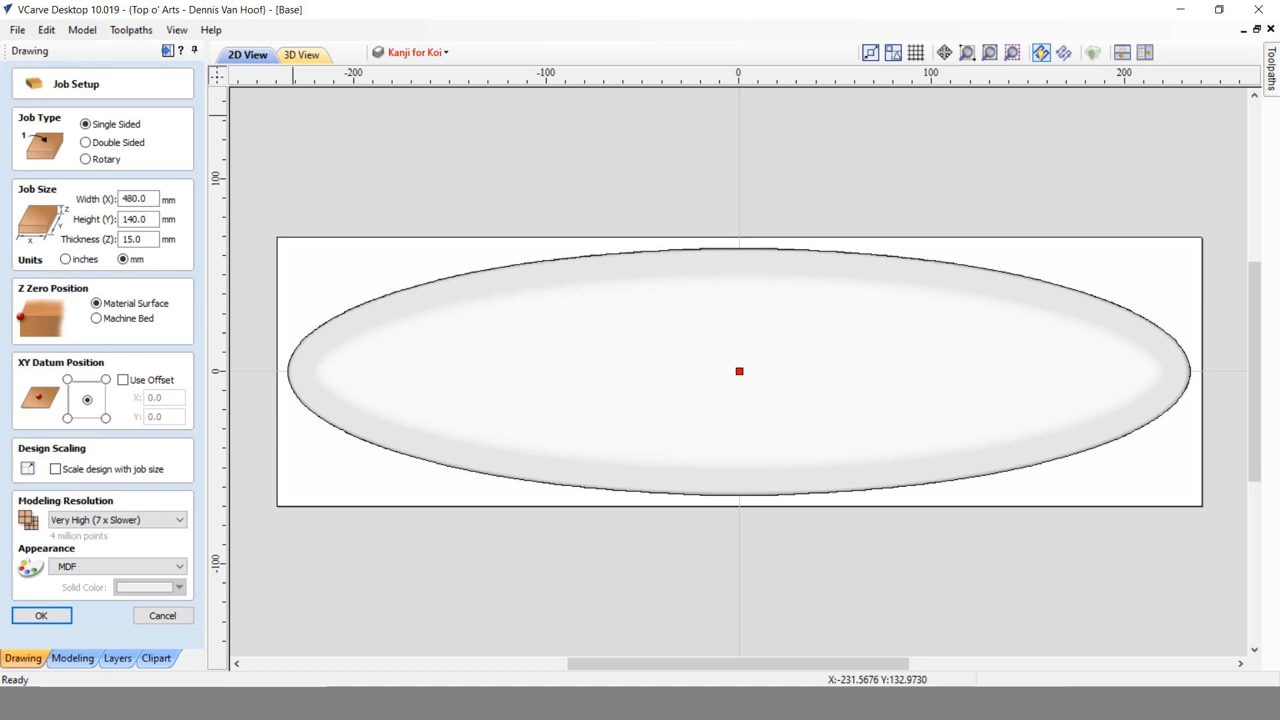 VCarve Desktop 10.019 - {Top o' Arts - Dennis Van Hoof} - [Base]
File Edit Model Toolpaths View Help
Drawing
2D View 3D View Kanji for Koi
Toolpaths
Job Setup
-200 -100 0 100 200
100
0
-100
Job Type
1
Single Sided
Double Sided
Rotary
Job Size
Width (X): 480.0 mm
Height (Y): 140.0 mm
Thickness (Z): 15.0 mm
Z
Y
X
Units inches mm
Z Zero Position
Material Surface
Machine Bed
XY Datum Position
Use Offset
X: 0.0
Y: 0.0
Design Scaling
Scale design with job size
Modeling Resolution
Very High (7 x Slower)
4 million points
Appearance
MDF
Solid Color:
OK Cancel
Drawing Modeling Layers Clipart
Ready X:-231.5676 Y:132.9730